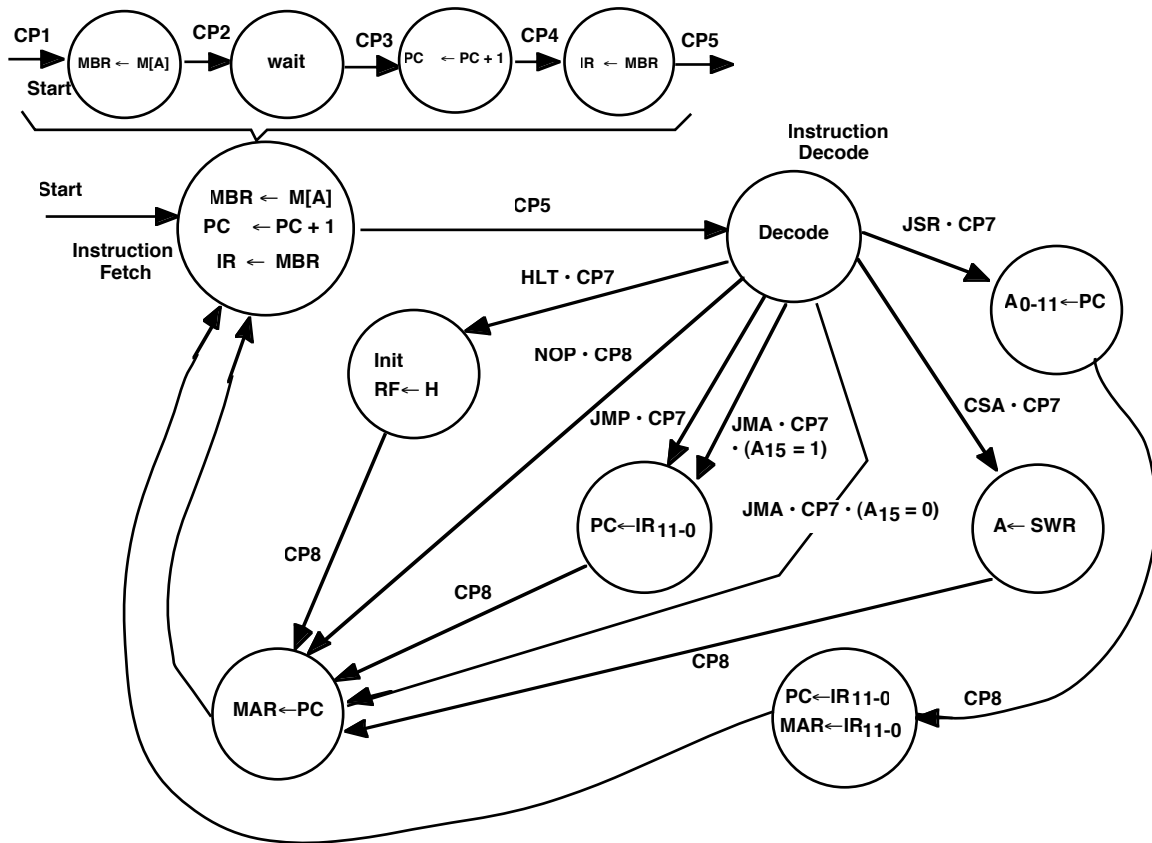 CP1
CP2
CP3
CP4
CP5
MBR ← M[A]
wait
PC ← PC + 1
IR ← MBR
Start
Instruction
Decode
Start
MBR ← M[A]
PC ← PC + 1
IR ← MBR
Instruction
Fetch
CP5
Decode
JSR · CP7
HLT · CP7
A0-11←PC
Init
RF← H
NOP · CP8
JMP · CP7
JMA · CP7
· (A15 = 1)
CSA · CP7
JMA · CP7 · (A15 = 0)
PC←IR11-0
A← SWR
CP8
CP8
CP8
MAR←PC
PC←IR11-0
MAR←IR11-0
CP8